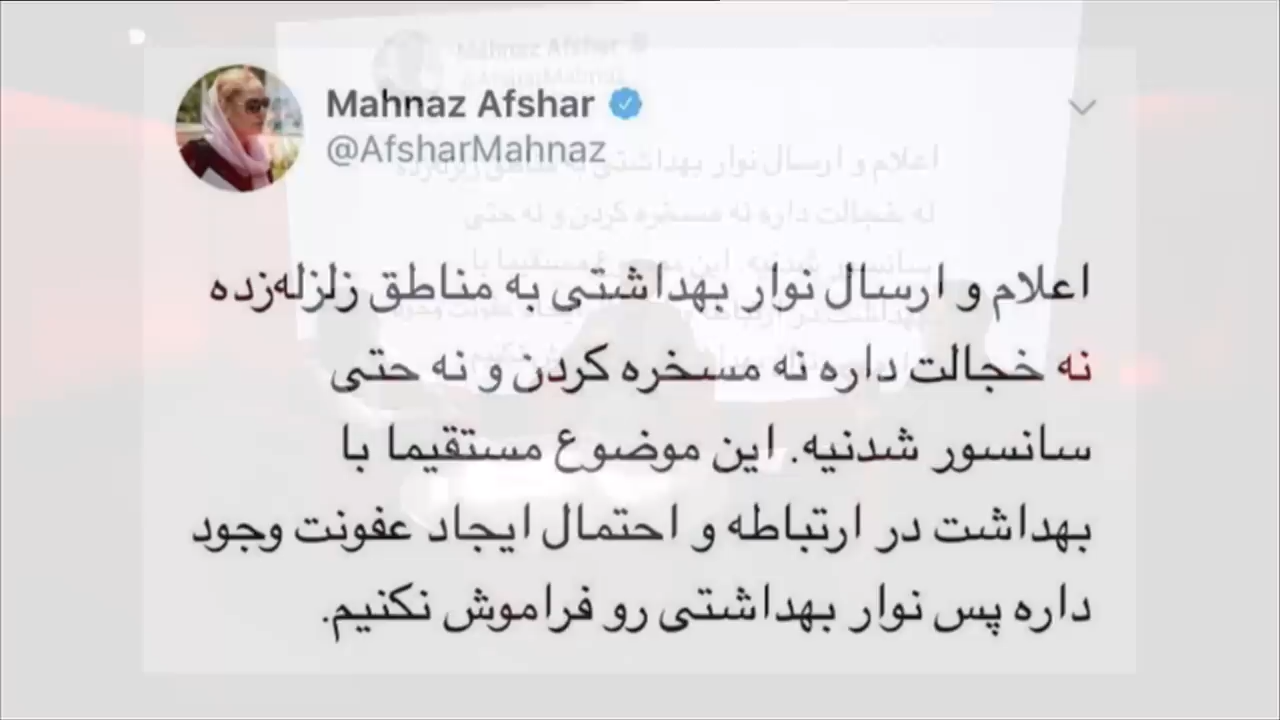 Mahnaz Afshar
@AfsharMahnaz
اعلام و ارسال نوار بهداشتی به مناطق زلزله‌زده
نه خجالت داره نه مسخره کردن و نه حتی
سانسور شدنیه. این موضوع مستقیما با
بهداشت در ارتباطه و احتمال ایجاد عفونت وجود
داره پس نوار بهداشتی رو فراموش نکنیم.